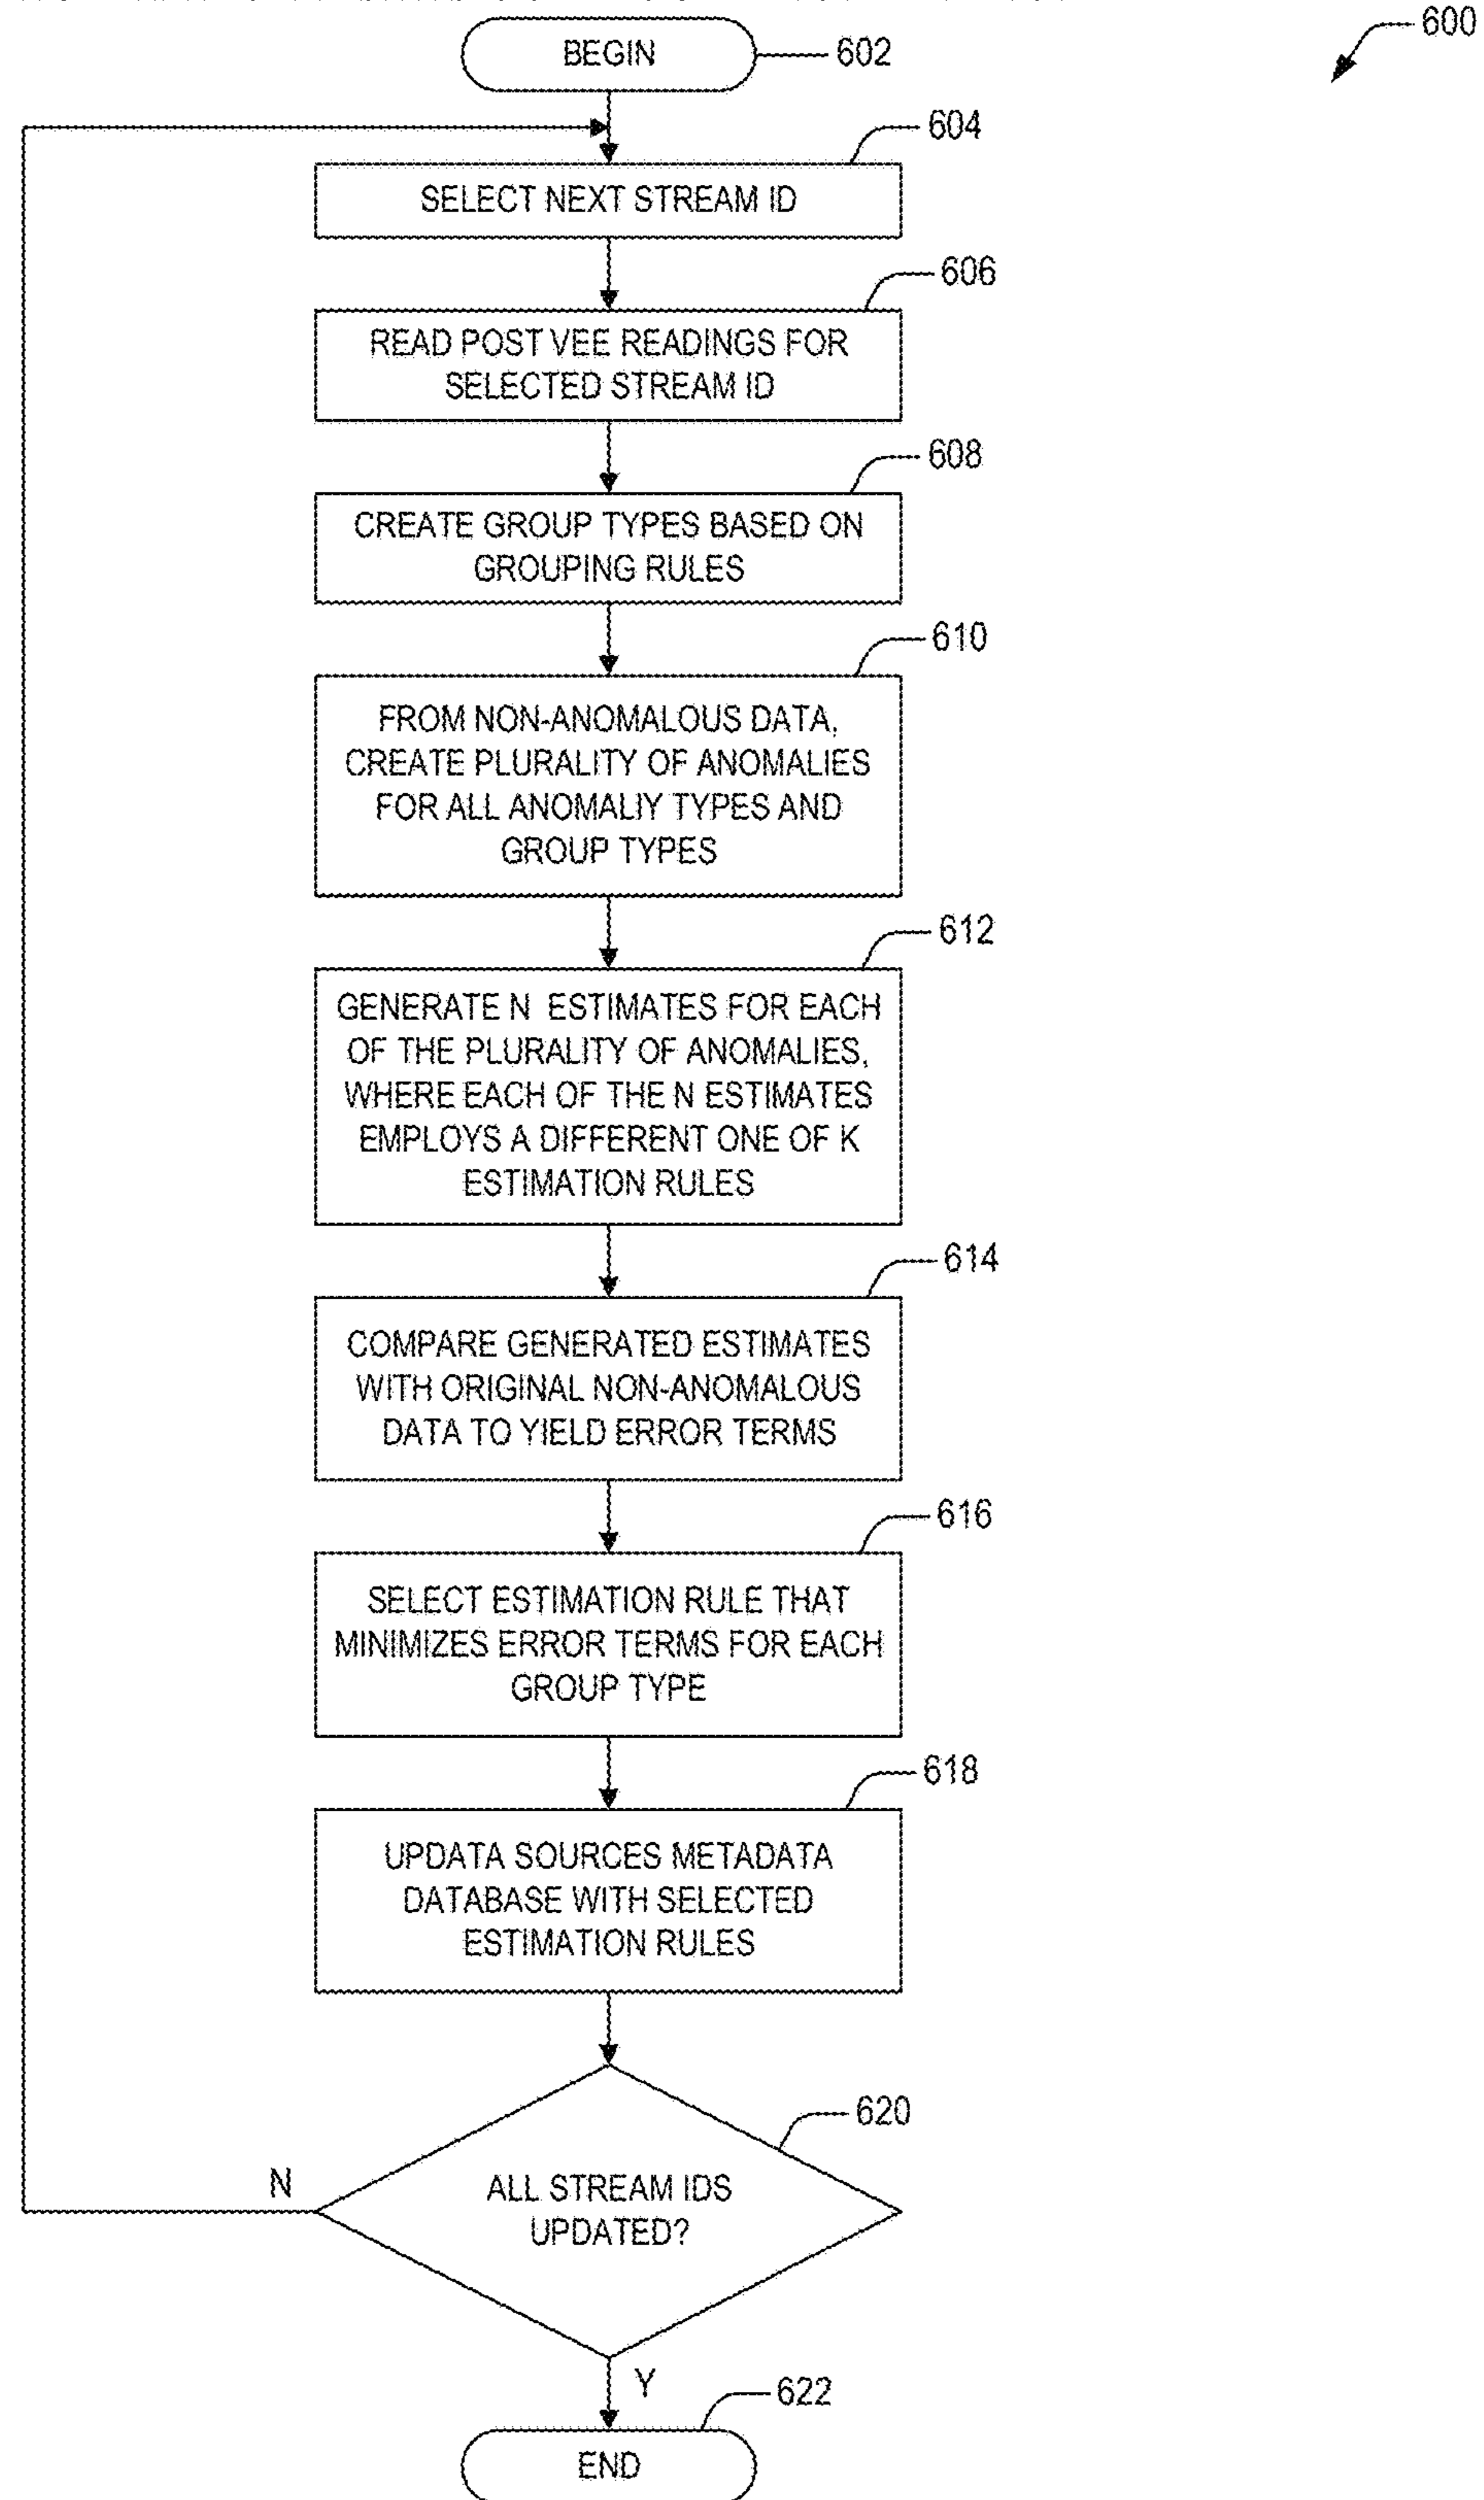 600
BEGIN
602
604
SELECT NEXT STREAM ID
606
READ POST VEE READINGS FOR
SELECTED STREAM ID
608
CREATE GROUP TYPES BASED ON
GROUPING RULES
610
FROM NON-ANOMALOUS DATA,
CREATE PLURALITY OF ANOMALIES
FOR ALL ANOMALIY TYPES AND
GROUP TYPES
612
GENERATE N ESTIMATES FOR EACH
OF THE PLURALITY OF ANOMALIES,
WHERE EACH OF THE N ESTIMATES
EMPLOYS A DIFFERENT ONE OF K
ESTIMATION RULES
614
COMPARE GENERATED ESTIMATES
WITH ORIGINAL NON-ANOMALOUS
DATA TO YIELD ERROR TERMS
616
SELECT ESTIMATION RULE THAT
MINIMIZES ERROR TERMS FOR EACH
GROUP TYPE
618
UPDATA SOURCES METADATA
DATABASE WITH SELECTED
ESTIMATION RULES
620
N
ALL STREAM IDS
UPDATED?
Y
622
END